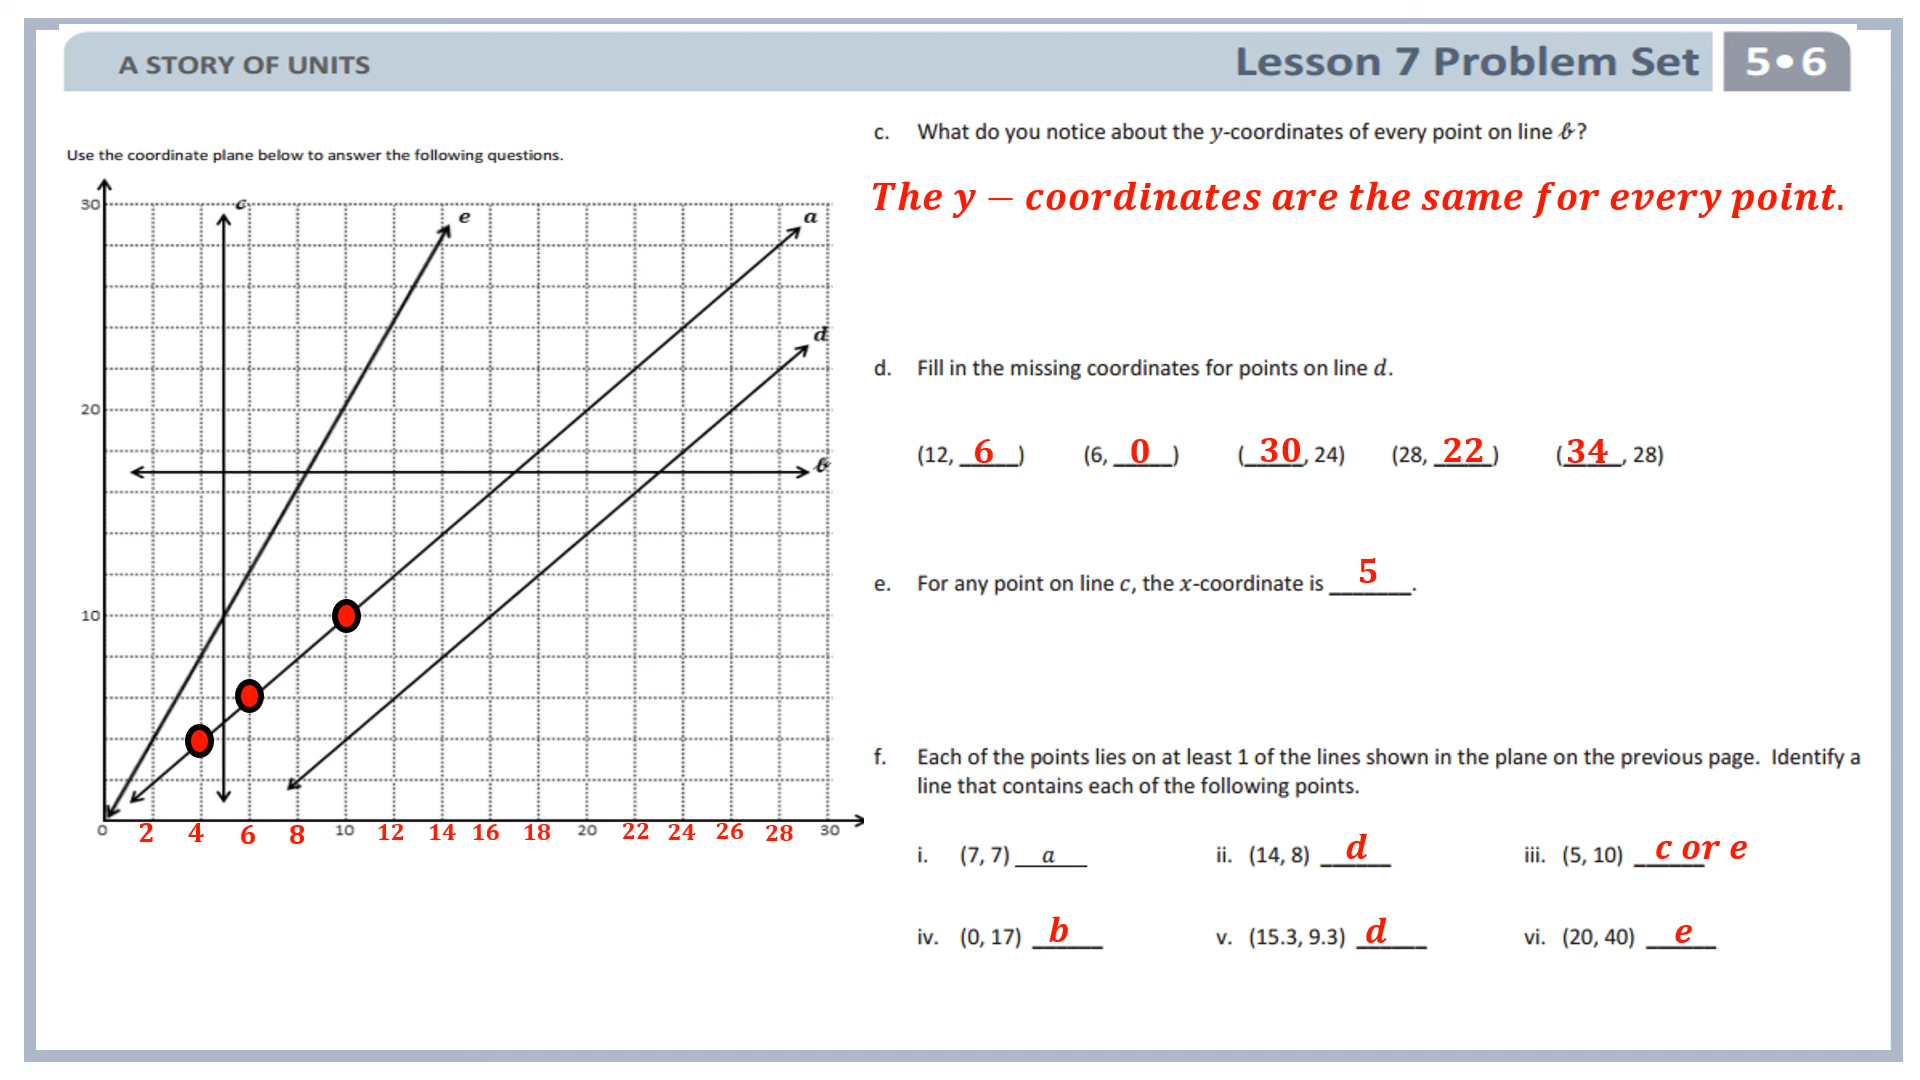 A STORY OF UNITS
Lesson 7 Problem Set 5•6
Use the coordinate plane below to answer the following questions.
30
c
e
a
d
20
b
10
0 2 4 6 8 10 12 14 16 18 20 22 24 26 28 30
c. What do you notice about the y-coordinates of every point on line b?
The y – coordinates are the same for every point.
d. Fill in the missing coordinates for points on line d.
(12, 6) (6, 0) (30, 24) (28, 22) (34, 28)
e. For any point on line c, the x-coordinate is 5.
f. Each of the points lies on at least 1 of the lines shown in the plane on the previous page. Identify a
line that contains each of the following points.
i. (7, 7) a ii. (14, 8) d iii. (5, 10) c or e
iv. (0, 17) b v. (15.3, 9.3) d vi. (20, 40) e